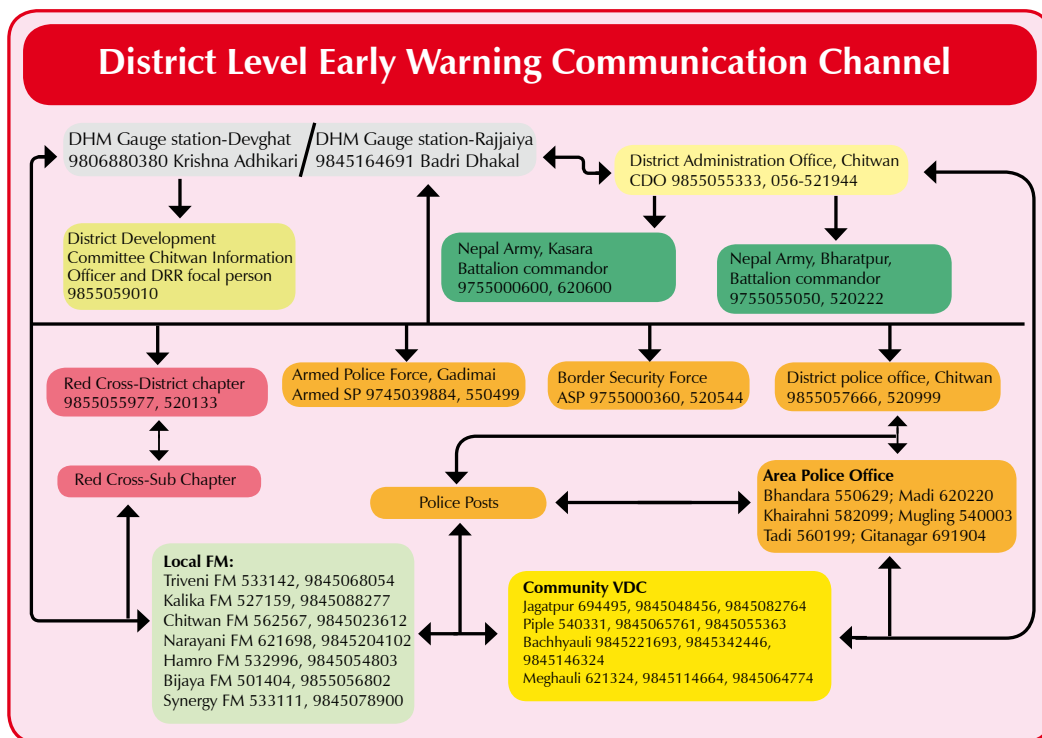 District Level Early Warning Communication Channel
DHM Gauge station-Devghat
9806880380 Krishna Adhikari
DHM Gauge station-Rajjaiya
9845164691 Badri Dhakal
District Administration Office, Chitwan
CDO 9855055333, 056-521944
District Development
Committee Chitwan Information
Officer and DRR focal person
9855059010
Nepal Army, Kasara
Battalion commandor
9755000600, 620600
Nepal Army, Bharatpur,
Battalion commandor
9755055050, 520222
Red Cross-District chapter
9855055977, 520133
Armed Police Force, Gadimai
Armed SP 9745039884, 550499
Border Security Force
ASP 9755000360, 520544
District police office, Chitwan
9855057666, 520999
Red Cross-Sub Chapter
Police Posts
Area Police Office
Bhandara 550629; Madi 620220
Khairahni 582099; Mugling 540003
Tadi 560199; Gitanagar 691904
Local FM:
Triveni FM 533142, 9845068054
Kalika FM 527159, 9845088277
Chitwan FM 562567, 9845023612
Narayani FM 621698, 9845204102
Hamro FM 532996, 9845054803
Bijaya FM 501404, 9855056802
Synergy FM 533111, 9845078900
Community VDC
Jagatpur 694495, 9845048456, 9845082764
Piple 540331, 9845065761, 9845055363
Bachhyauli 9845221693, 9845342446,
9845146324
Meghauli 621324, 9845114664, 9845064774